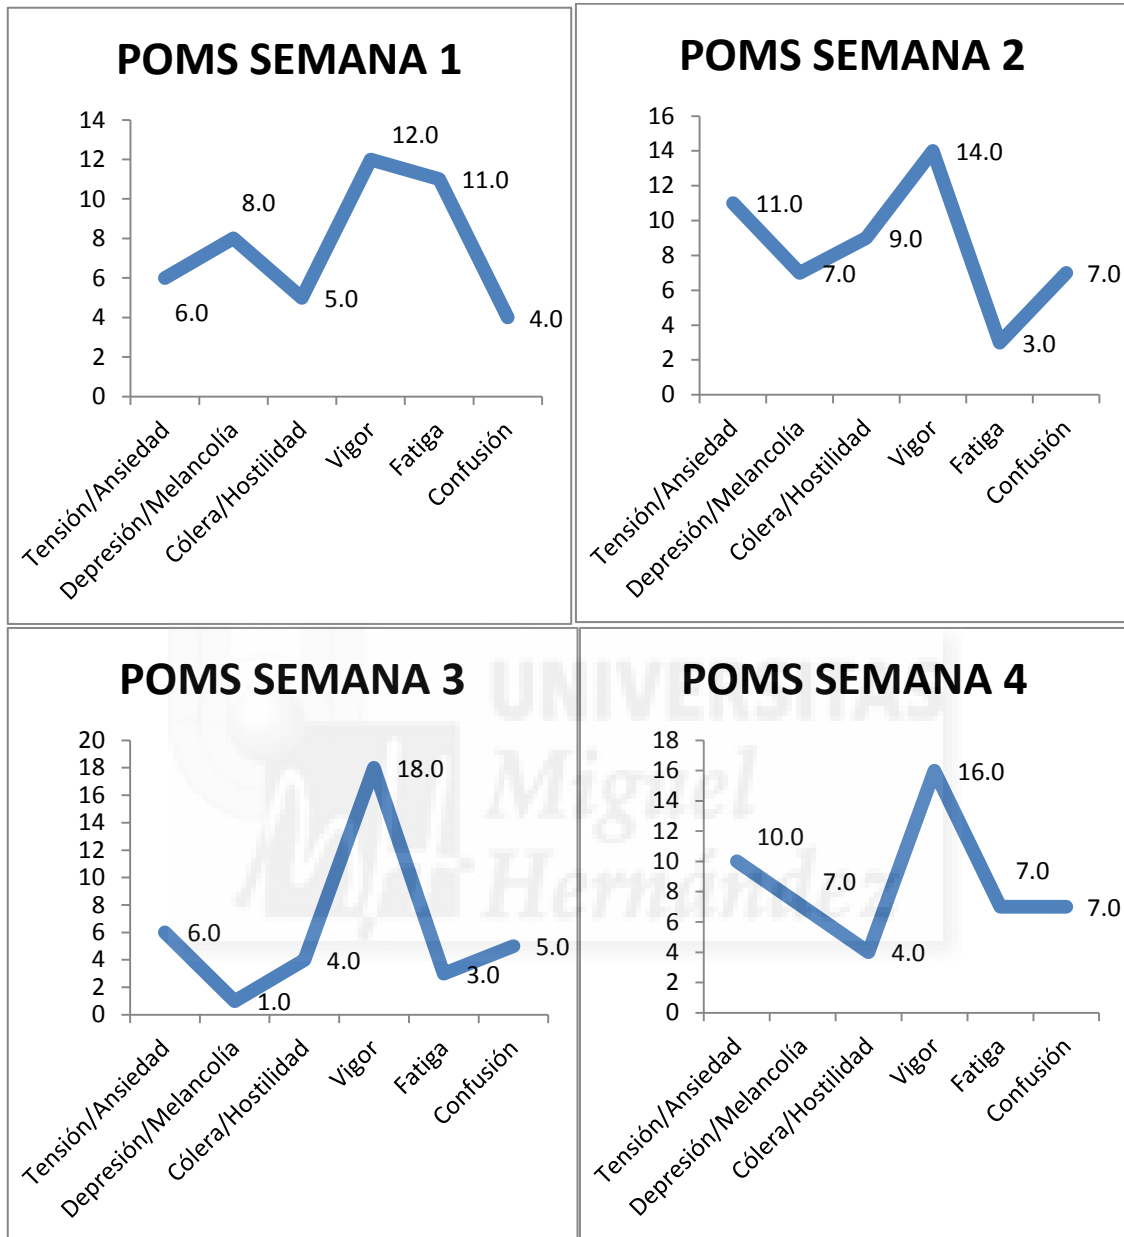 POMS SEMANA 1
14
12
10
8
6
4
2
0
6.0
8.0
5.0
12.0
11.0
4.0
Tensión/Ansiedad
Depresión/Melancolía
Cólera/Hostilidad
Vigor
Fatiga
Confusión
POMS SEMANA 2
16
14
12
10
8
6
4
2
0
11.0
7.0
9.0
14.0
3.0
7.0
Tensión/Ansiedad
Depresión/Melancolía
Cólera/Hostilidad
Vigor
Fatiga
Confusión
POMS SEMANA 3
20
18
16
14
12
10
8
6
4
2
0
6.0
1.0
4.0
18.0
3.0
5.0
Tensión/Ansiedad
Depresión/Melancolía
Cólera/Hostilidad
Vigor
Fatiga
Confusión
POMS SEMANA 4
18
16
14
12
10
8
6
4
2
0
10.0
7.0
4.0
16.0
7.0
7.0
Tensión/Ansiedad
Depresión/Melancolía
Cólera/Hostilidad
Vigor
Fatiga
Confusión
UNIVERSITAS
Miguel
Hernández